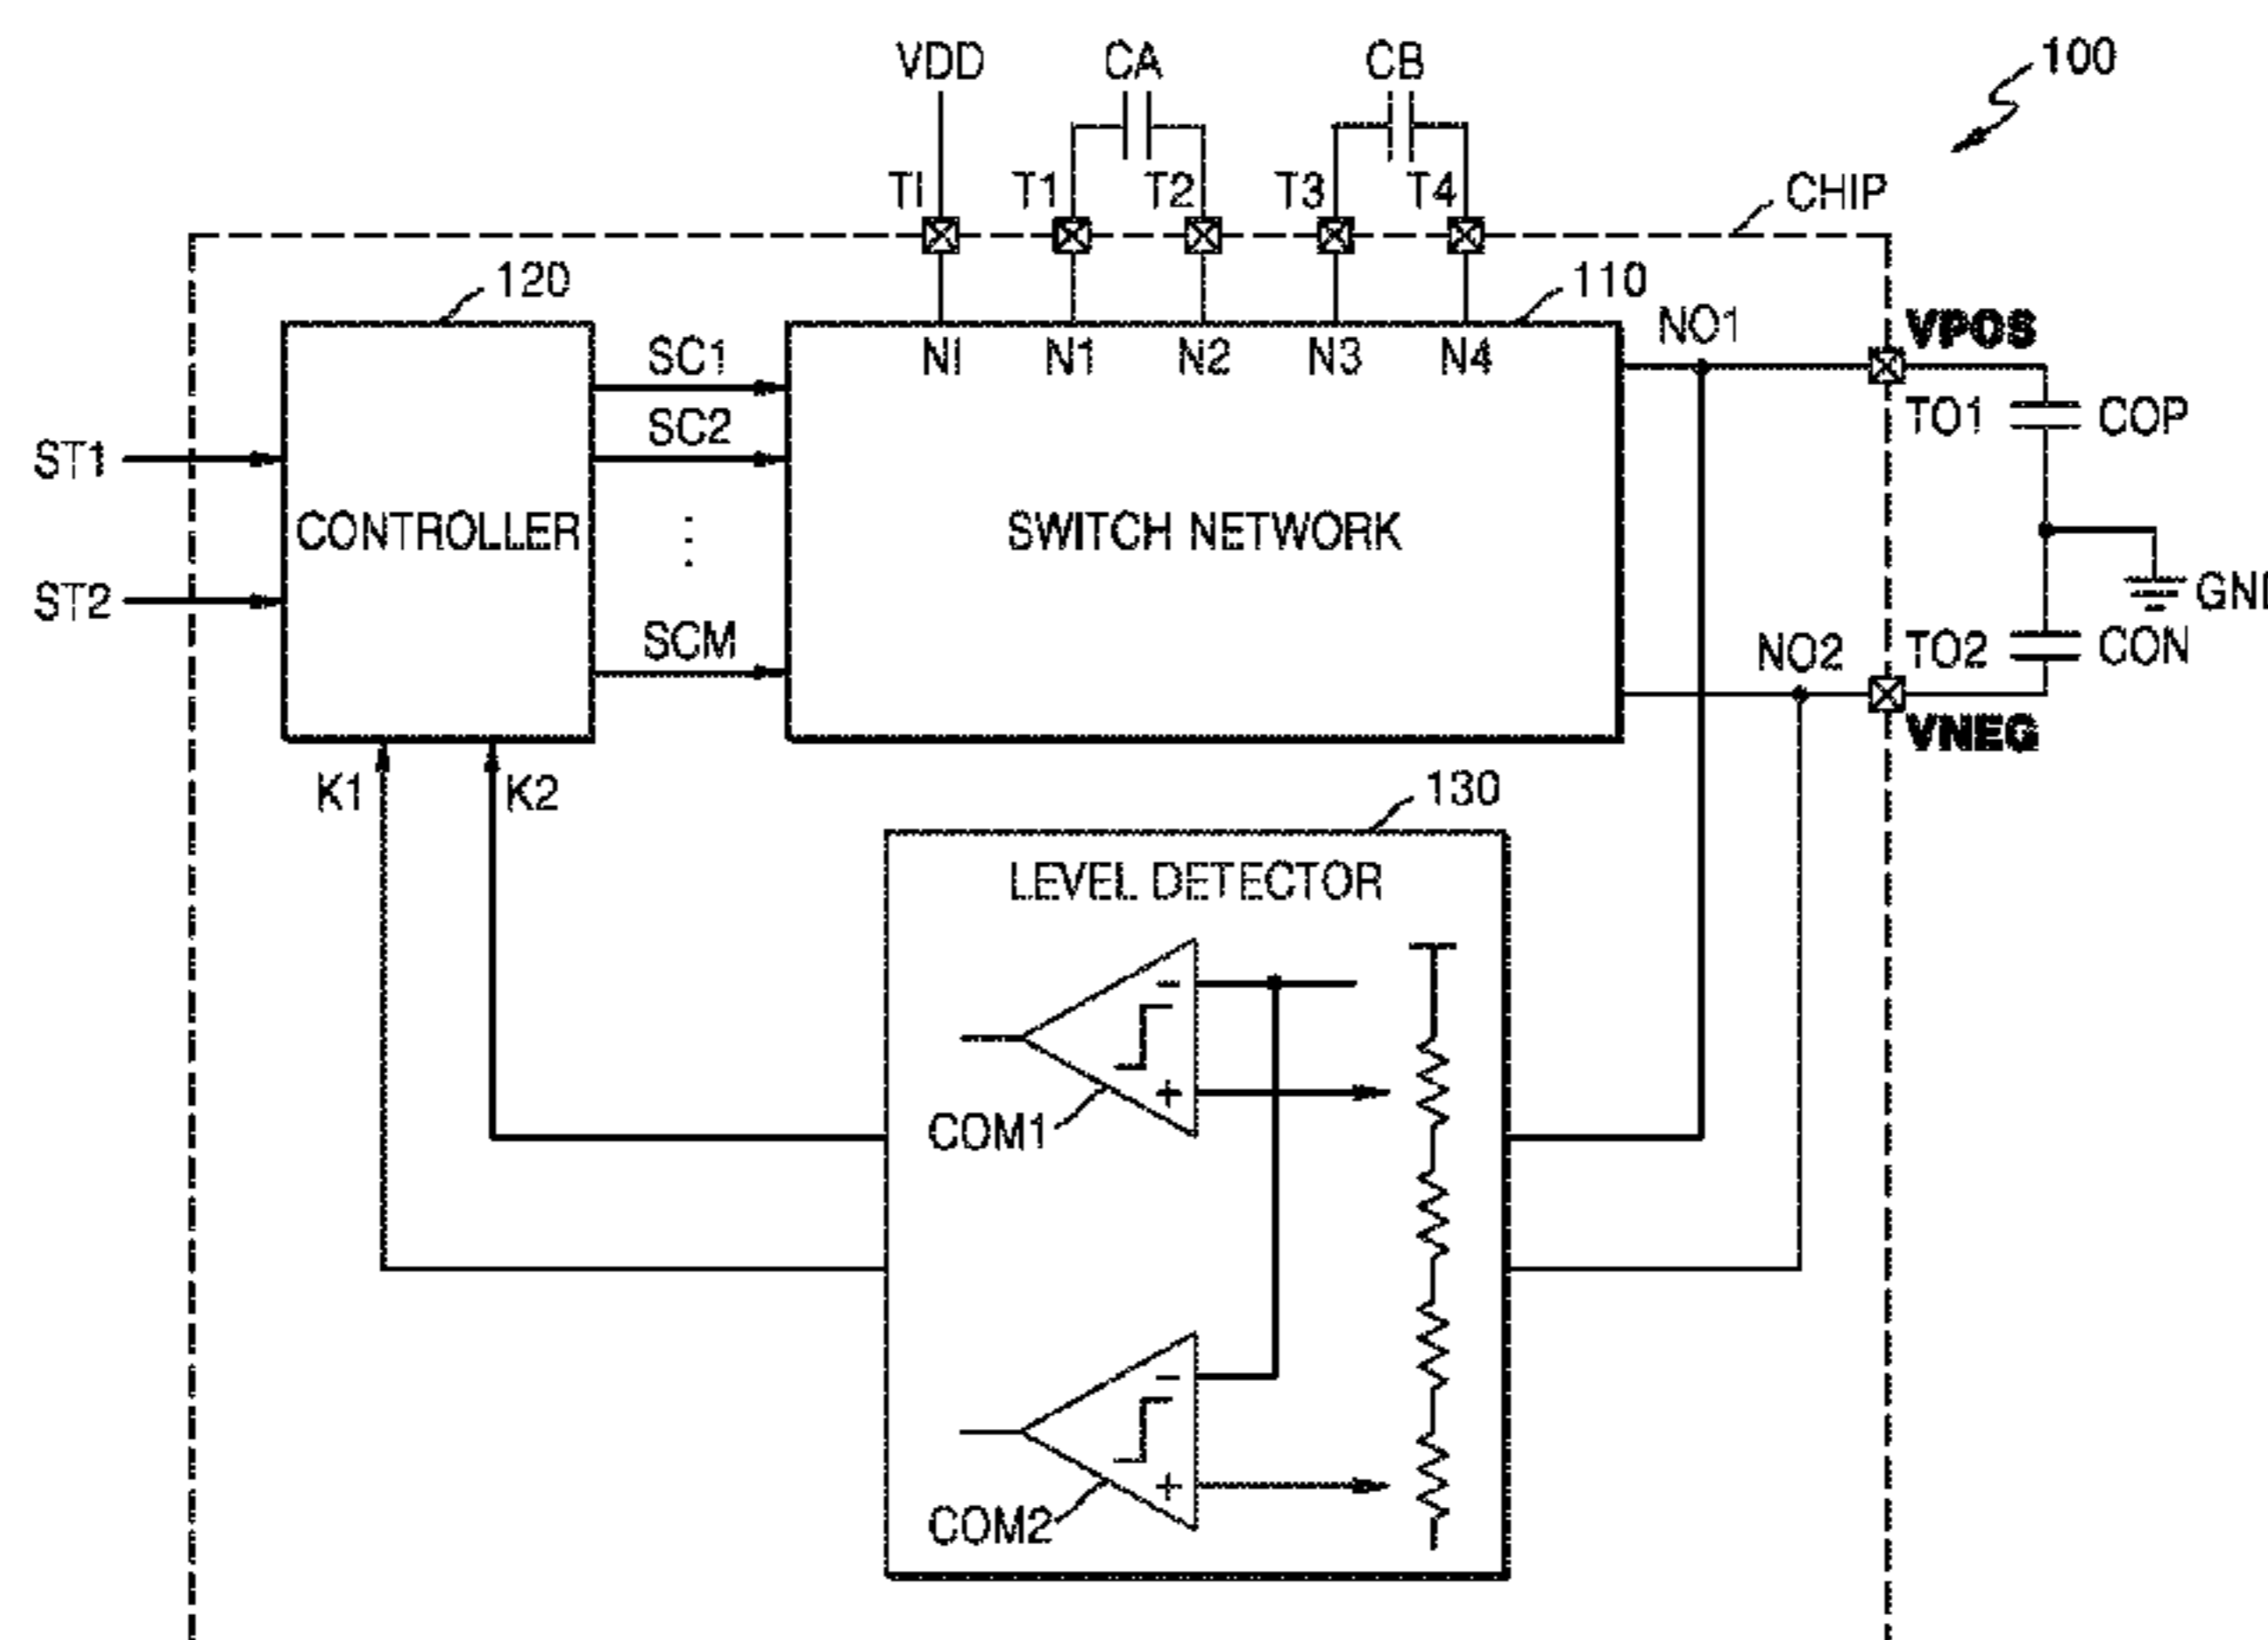 VDD CA CB 100
TI T1 T2 T3 T4 CHIP
120 110
NO1 VPOS
SC1 NI N1 N2 N3 N4
TO1 COP
SC2
ST1
CONTROLLER SWITCH NETWORK
ST2 GN
SCM NO2 TO2 CON
VNEG
K1 K2 130
LEVEL DETECTOR
-
+
COM1
-
+
COM2